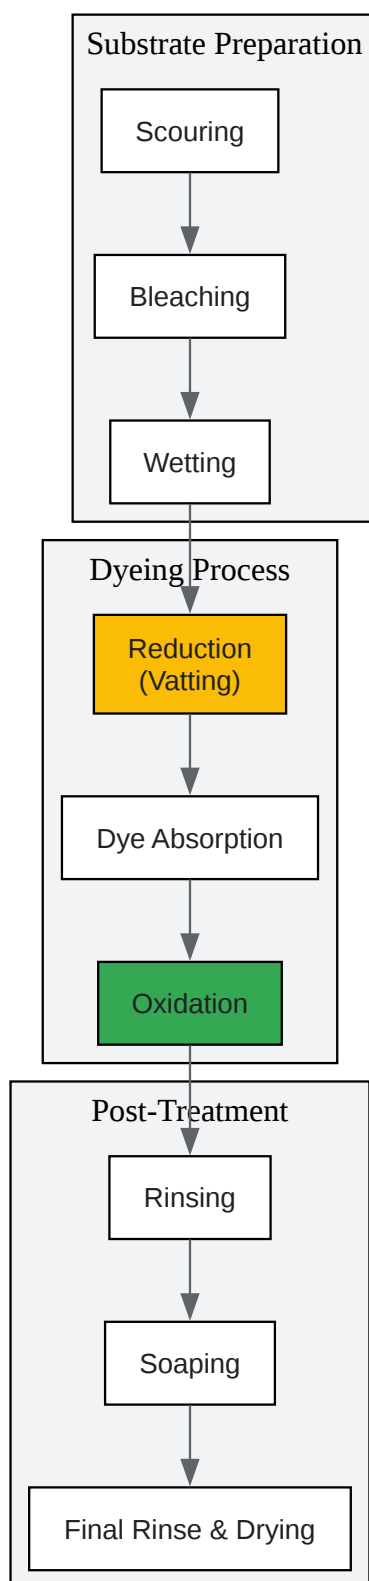 Substrate Preparation
Scouring
Bleaching
Wetting
Dyeing Process
Reduction
(Vatting)
Dye Absorption
Oxidation
Post-Treatment
Rinsing
Soaping
Final Rinse & Drying